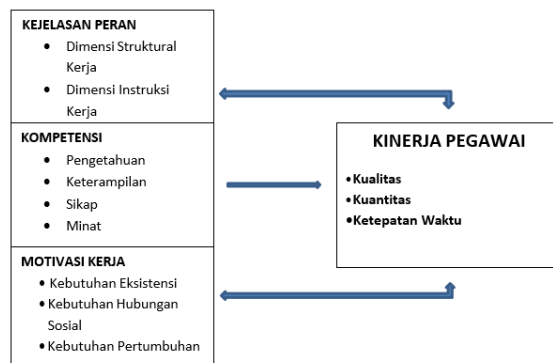 KEJELASAN PERAN
• Dimensi Struktural
Kerja
• Dimensi Instruksi
Kerja
KOMPETENSI
• Pengetahuan
• Keterampilan
• Sikap
• Minat
MOTIVASI KERJA
• Kebutuhan Eksistensi
• Kebutuhan Hubungan
Sosial
• Kebutuhan Pertumbuhan
KINERJA PEGAWAI
•Kualitas
•Kuantitas
•Ketepatan Waktu